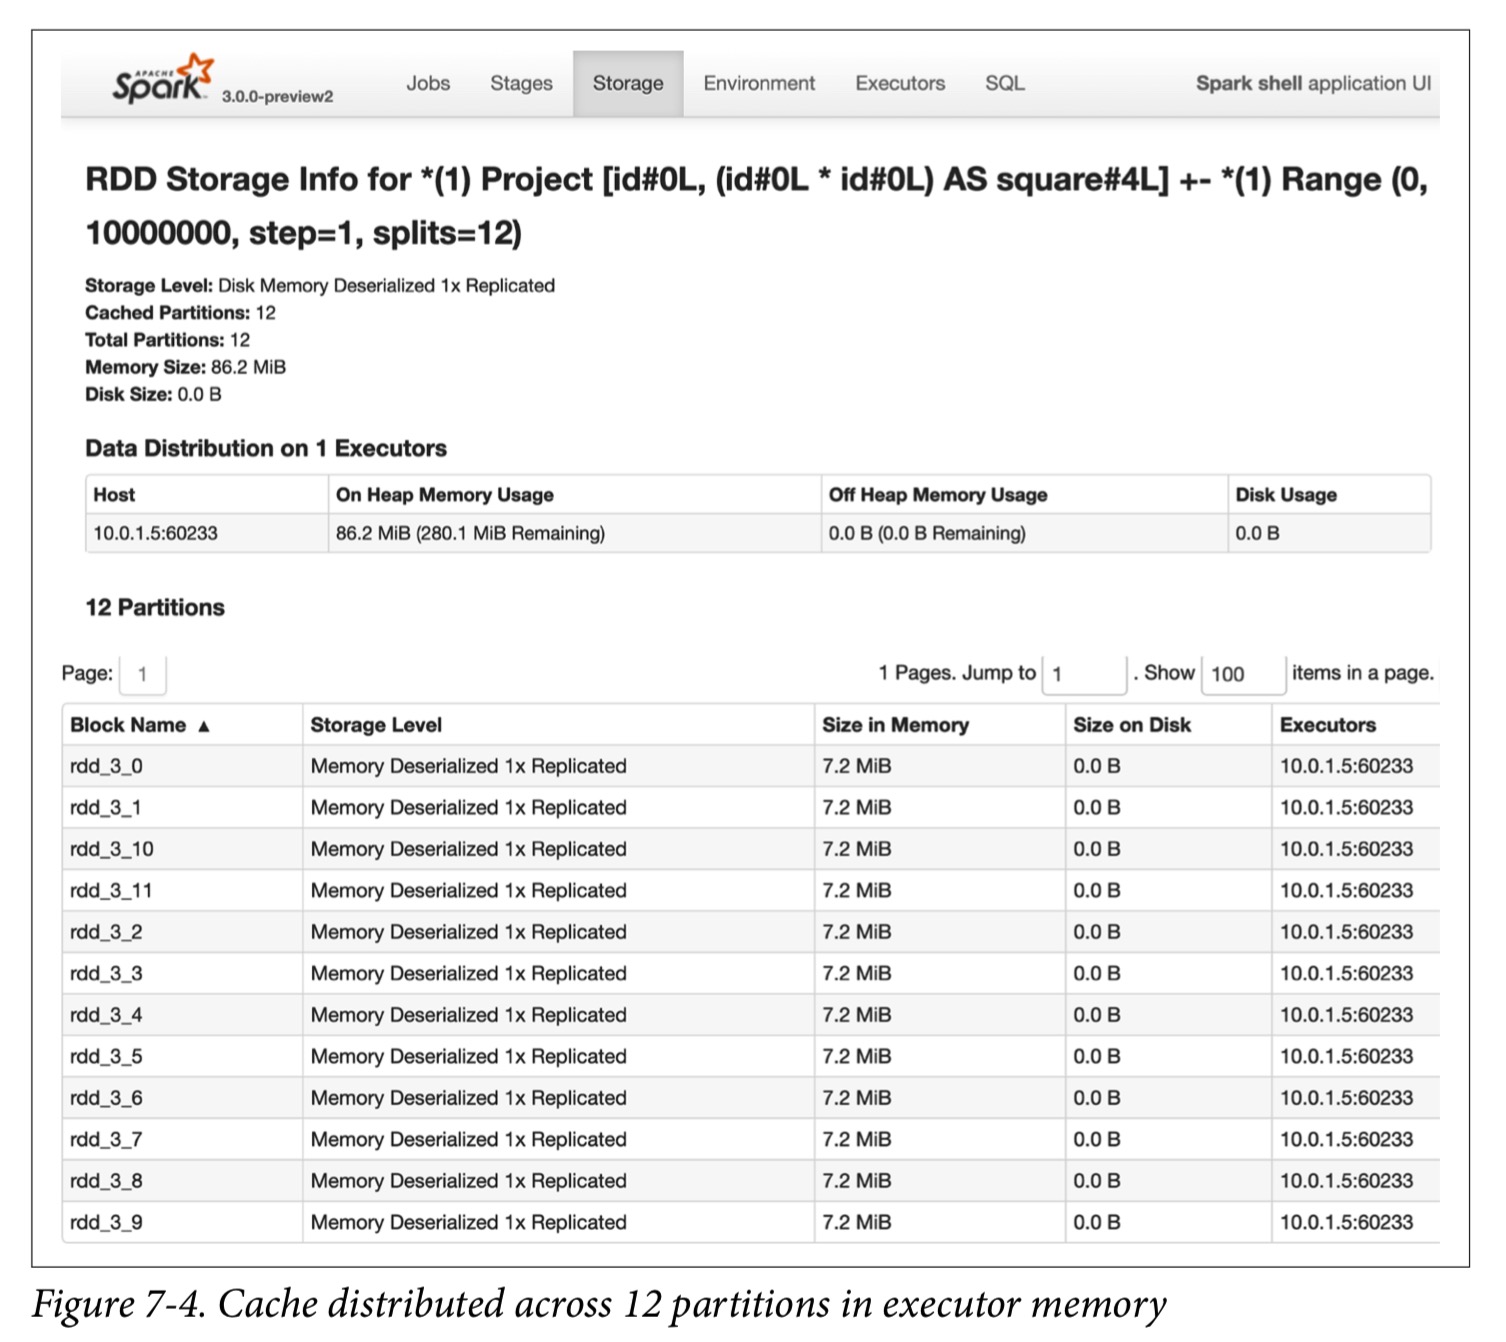 APACHE Spark 3.0.0-preview2 Jobs Stages Storage Environment Executors SQL Spark shell application UI
RDD Storage Info for *(1) Project [id#0L, (id#0L * id#0L) AS square#4L] +- *(1) Range (0,
10000000, step=1, splits=12)
Storage Level: Disk Memory Deserialized 1x Replicated
Cached Partitions: 12
Total Partitions: 12
Memory Size: 86.2 MiB
Disk Size: 0.0 B
Data Distribution on 1 Executors
Host On Heap Memory Usage Off Heap Memory Usage Disk Usage
10.0.1.5:60233 86.2 MiB (280.1 MiB Remaining) 0.0 B (0.0 B Remaining) 0.0 B
12 Partitions
Page: 1 1 Pages. Jump to 1 . Show 100 items in a page.
Block Name ▲ Storage Level Size in Memory Size on Disk Executors
rdd_3_0 Memory Deserialized 1x Replicated 7.2 MiB 0.0 B 10.0.1.5:60233
rdd_3_1 Memory Deserialized 1x Replicated 7.2 MiB 0.0 B 10.0.1.5:60233
rdd_3_10 Memory Deserialized 1x Replicated 7.2 MiB 0.0 B 10.0.1.5:60233
rdd_3_11 Memory Deserialized 1x Replicated 7.2 MiB 0.0 B 10.0.1.5:60233
rdd_3_2 Memory Deserialized 1x Replicated 7.2 MiB 0.0 B 10.0.1.5:60233
rdd_3_3 Memory Deserialized 1x Replicated 7.2 MiB 0.0 B 10.0.1.5:60233
rdd_3_4 Memory Deserialized 1x Replicated 7.2 MiB 0.0 B 10.0.1.5:60233
rdd_3_5 Memory Deserialized 1x Replicated 7.2 MiB 0.0 B 10.0.1.5:60233
rdd_3_6 Memory Deserialized 1x Replicated 7.2 MiB 0.0 B 10.0.1.5:60233
rdd_3_7 Memory Deserialized 1x Replicated 7.2 MiB 0.0 B 10.0.1.5:60233
rdd_3_8 Memory Deserialized 1x Replicated 7.2 MiB 0.0 B 10.0.1.5:60233
rdd_3_9 Memory Deserialized 1x Replicated 7.2 MiB 0.0 B 10.0.1.5:60233
Figure 7-4. Cache distributed across 12 partitions in executor memory